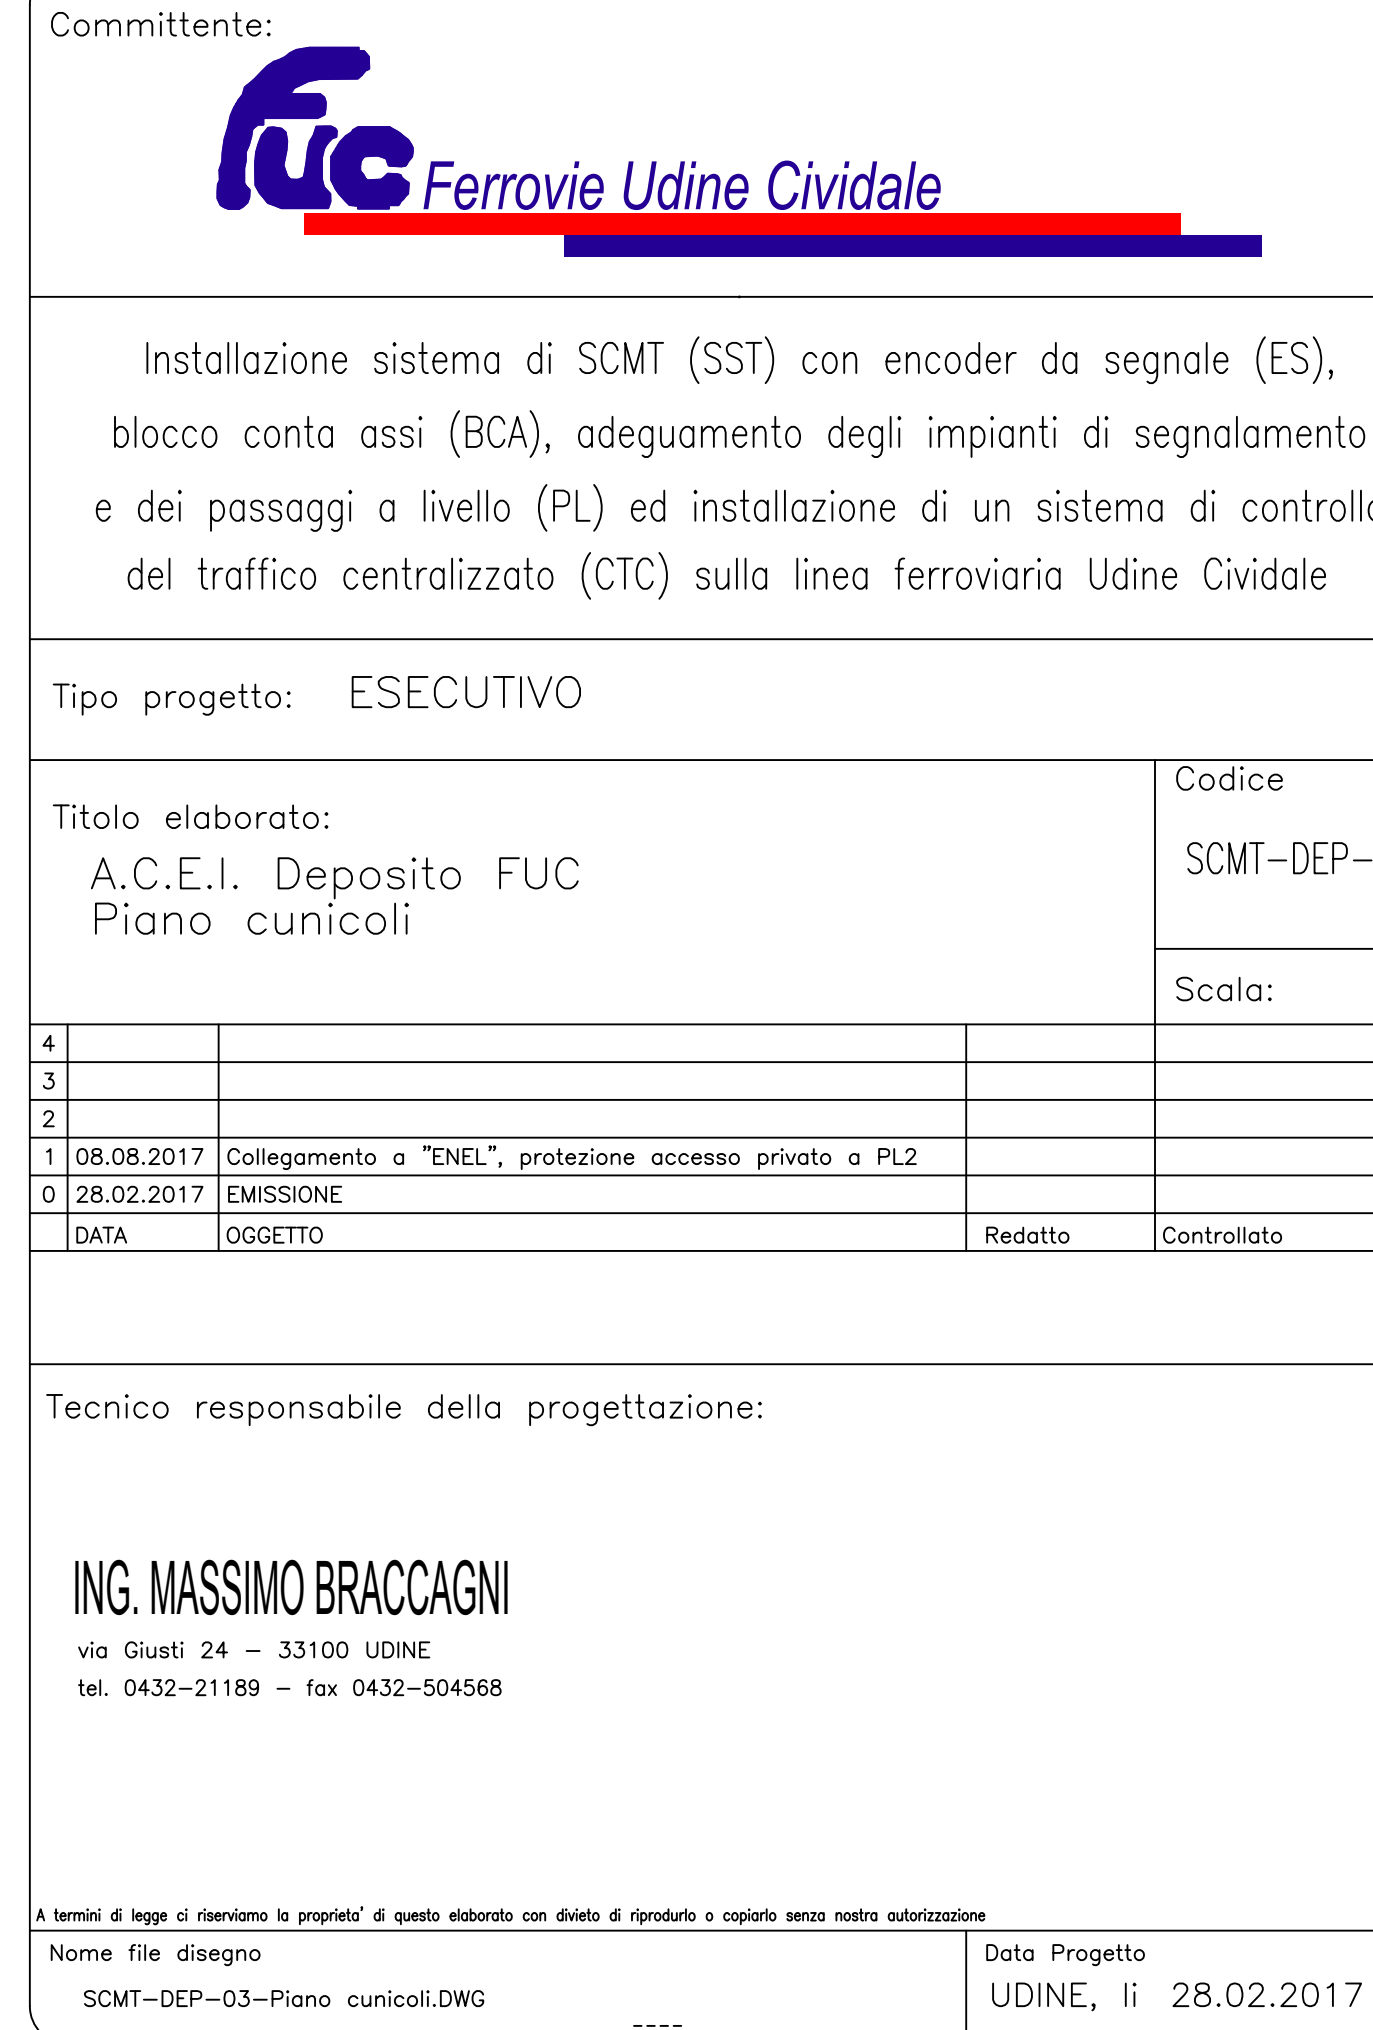 Committente:
Fuc Ferrovie Udine Cividale
Installazione sistema di SCMT (SST) con encoder da segnale (ES),
blocco conta assi (BCA), adeguamento degli impianti di segnalamento
e dei passaggi a livello (PL) ed installazione di un sistema di controllo
del traffico centralizzato (CTC) sulla linea ferroviaria Udine Cividale
Tipo progetto: ESECUTIVO
Titolo elaborato:
A.C.E.I. Deposito FUC
Piano cunicoli
Codice
SCMT-DEP-
Scala:
4
3
2
1 08.08.2017 Collegamento a "ENEL", protezione accesso privato a PL2
0 28.02.2017 EMISSIONE
DATA OGGETTO Redatto Controllato
Tecnico responsabile della progettazione:
ING. MASSIMO BRACCAGNI
via Giusti 24 - 33100 UDINE
tel. 0432-21189 - fax 0432-504568
A termini di legge ci riserviamo la proprieta' di questo elaborato con divieto di riprodurlo o copiarlo senza nostra autorizzazione
Nome file disegno
SCMT-DEP-03-Piano cunicoli.DWG
Data Progetto
UDINE, li 28.02.2017
----